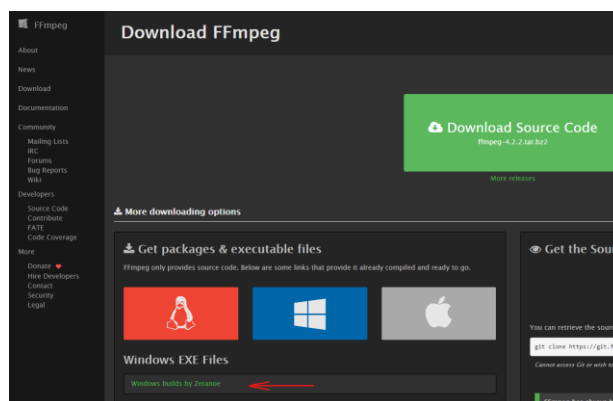 FFmpeg
About
News
Download
Documentation
Community
Mailing Lists
IRC
Forums
Bug Reports
Wiki
Developers
Source Code
Contribute
FATE
Code Coverage
More
Donate
Hire Developers
Contact
Security
Legal
Download FFmpeg
Download Source Code
ffmpeg-4.2.2.tar.bz2
More releases
More downloading options
Get packages & executable files
FFmpeg only provides source code. Below are some links that provide it already compiled and ready to go.
Windows EXE Files
Windows builds by Zeranoe
Get the Sou
You can retrieve the sourc
git clone https://git.f
Cannot access Git or wish to